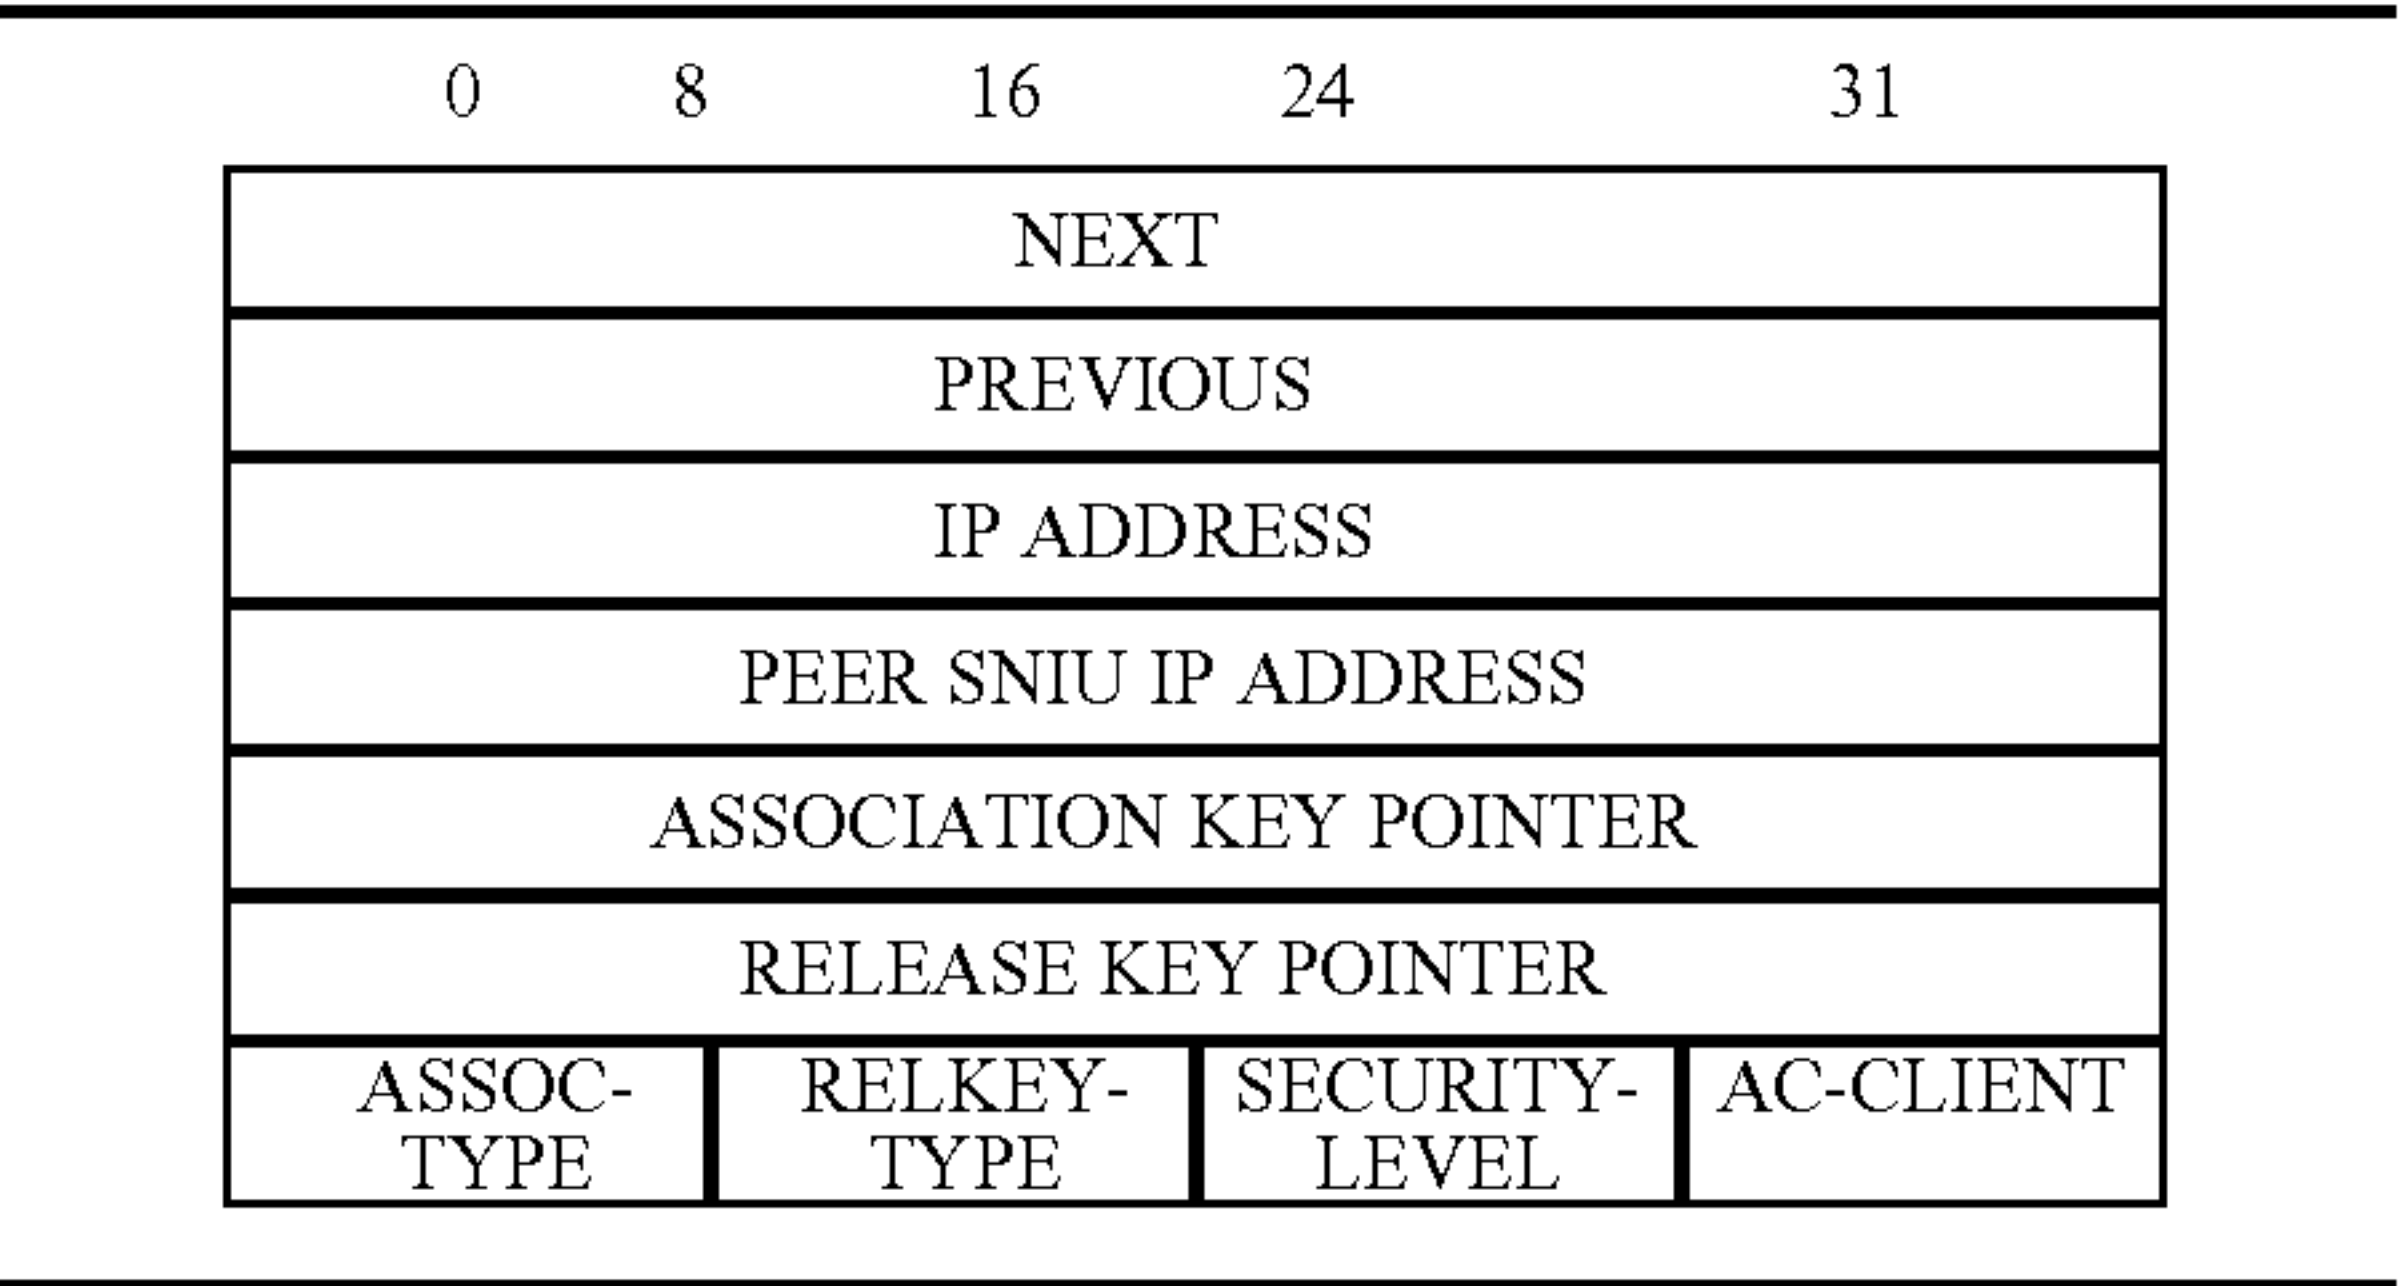 0 8 16 24 31
NEXT
PREVIOUS
IP ADDRESS
PEER SNIU IP ADDRESS
ASSOCIATION KEY POINTER
RELEASE KEY POINTER
ASSOC-
TYPE
RELKEY-
TYPE
SECURITY-
LEVEL
AC-CLIENT